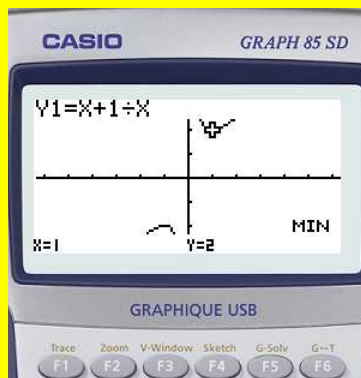 CASIO GRAPH 85 SD
Y1=X+1÷X
MIN
X=1 Y=2
GRAPHIQUE USB
Trace Zoom V-Window Sketch G-Solv G↔T
F1 F2 F3 F4 F5 F6